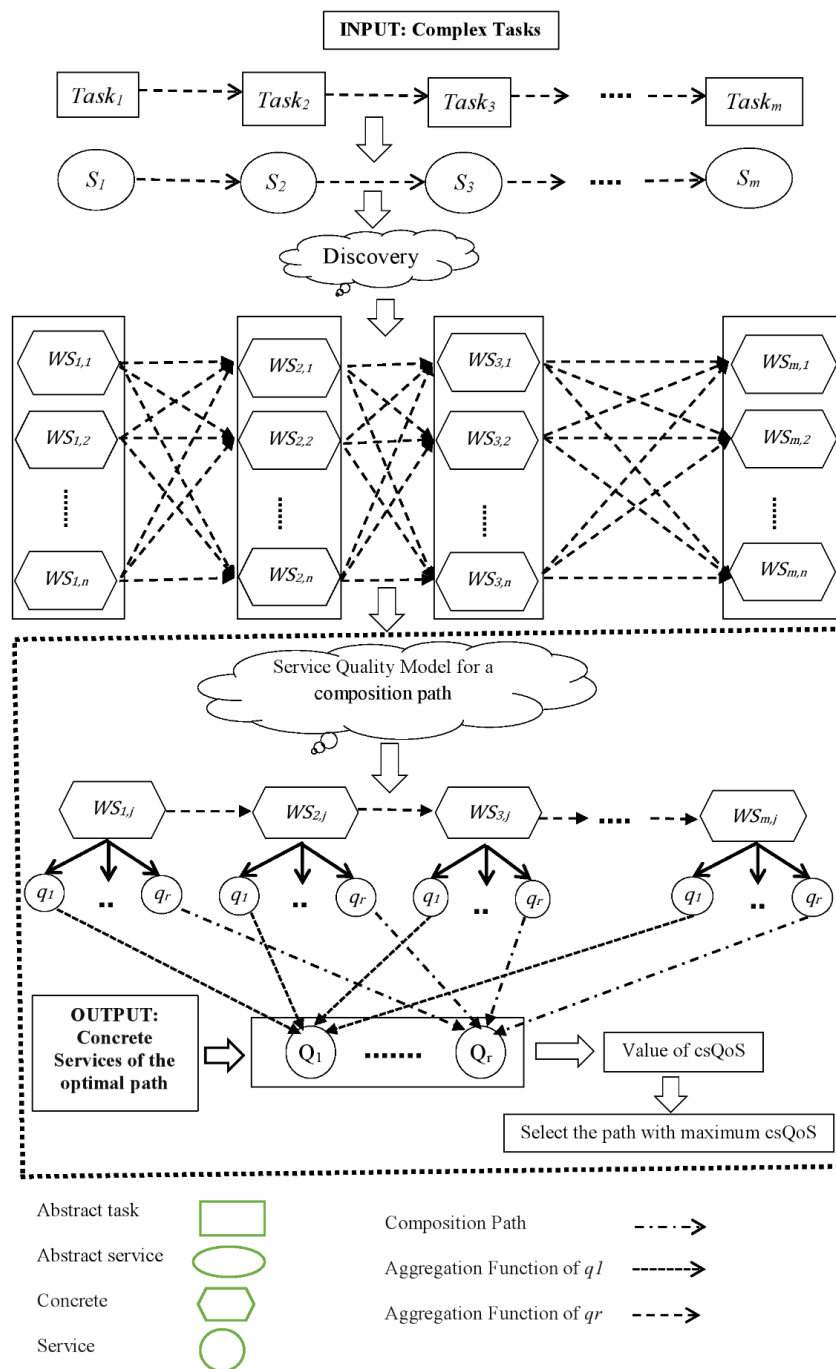 INPUT: Complex Tasks
Task1 Task2 Task3 .... Taskm
S1 S2 S3 .... Sm
Discovery
WS1,1 WS2,1 WS3,1 WSm,1
WS1,2 WS2,2 WS3,2 WSm,2
WS1,n WS2,n WS3,n WSm,n
Service Quality Model for a
composition path
WS1,j WS2,j WS3,j .... WSm,j
q1 .. qr q1 .. qr q1 .. qr q1 .. qr
OUTPUT:
Concrete
Services of the
optimal path
Q1 ....... Qr
Value of csQoS
Select the path with maximum csQoS
Abstract task
Abstract service
Concrete
Service
Composition Path
Aggregation Function of q1
Aggregation Function of qr